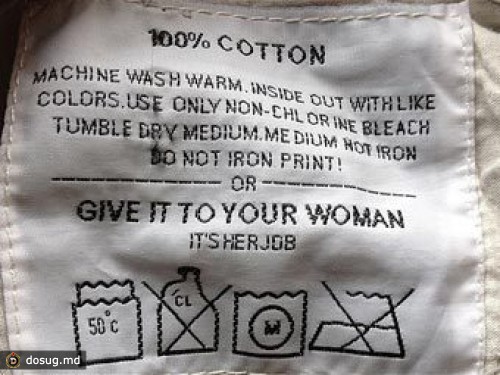 100% COTTON
MACHINE WASH WARM. INSIDE OUT WITH LIKE
COLORS. USE ONLY NON-CHLORINE BLEACH
TUMBLE DRY MEDIUM. MEDIUM HOT IRON
DO NOT IRON PRINT!
OR
GIVE IT TO YOUR WOMAN
IT'S HER JOB
50°C CL M
dosug.md